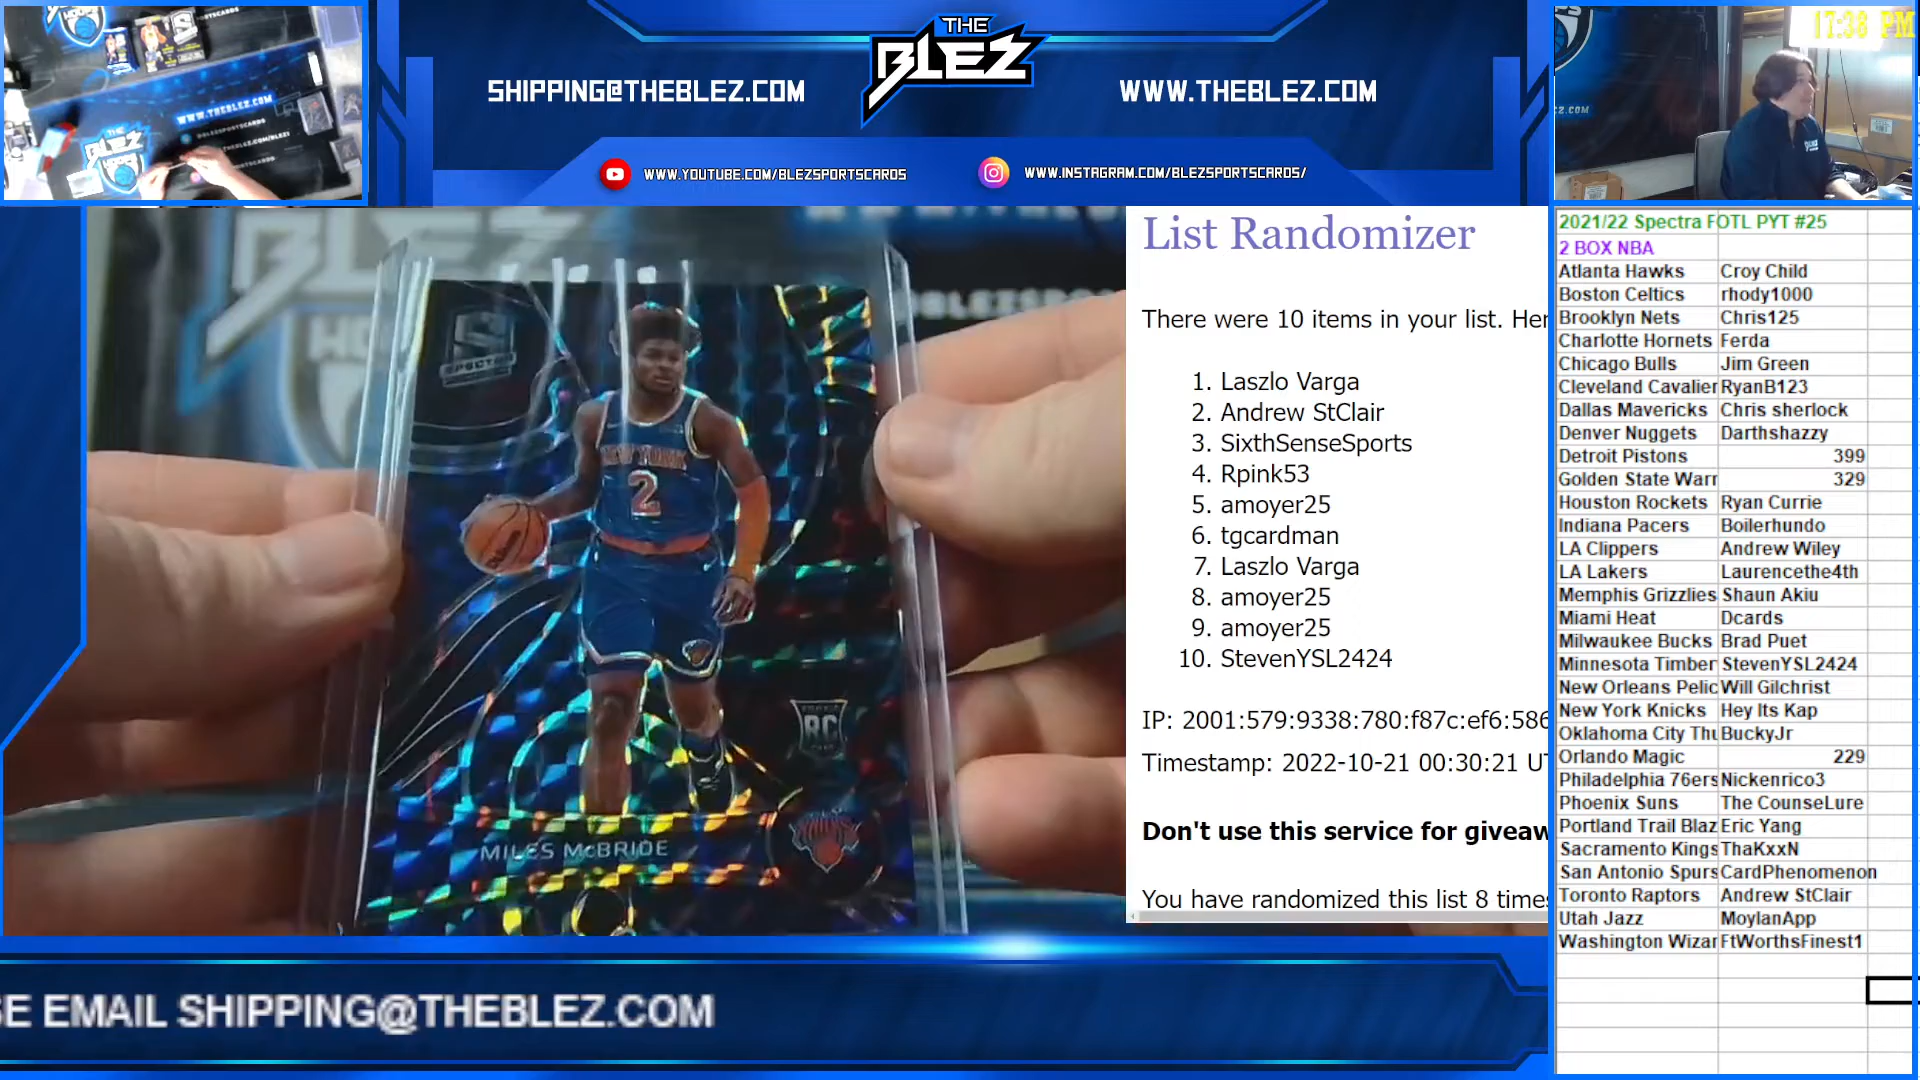 THE
BLEZ
SHIPPING@THEBLEZ.COM
WWW.THEBLEZ.COM
WWW.YOUTUBE.COM/BLEZSPORTSCARDS
WWW.INSTAGRAM.COM/BLEZSPORTSCARDS/
17:38 PM
WWW.THEBLEZ.COM
List Randomizer
There were 10 items in your list. Her
1. Laszlo Varga
2. Andrew StClair
3. SixthSenseSports
4. Rpink53
5. amoyer25
6. tgcardman
7. Laszlo Varga
8. amoyer25
9. amoyer25
10. StevenYSL2424
IP: 2001:579:9338:780:f87c:ef6:586
Timestamp: 2022-10-21 00:30:21 UT
Don't use this service for giveaw
You have randomized this list 8 times
2021/22 Spectra FOTL PYT #25
2 BOX NBA
Atlanta Hawks Croy Child
Boston Celtics rhody1000
Brooklyn Nets Chris125
Charlotte Hornets Ferda
Chicago Bulls Jim Green
Cleveland Cavalier RyanB123
Dallas Mavericks Chris sherlock
Denver Nuggets Darthshazzy
Detroit Pistons 399
Golden State Warr 329
Houston Rockets Ryan Currie
Indiana Pacers Boilerhundo
LA Clippers Andrew Wiley
LA Lakers Laurencethe4th
Memphis Grizzlies Shaun Akiu
Miami Heat Dcards
Milwaukee Bucks Brad Puet
Minnesota Timber StevenYSL2424
New Orleans Pelic Will Gilchrist
New York Knicks Hey Its Kap
Oklahoma City Thu BuckyJr
Orlando Magic 229
Philadelphia 76ers Nickenrico3
Phoenix Suns The CounseLure
Portland Trail Blaz Eric Yang
Sacramento Kings ThaKxxN
San Antonio Spurs CardPhenomenon
Toronto Raptors Andrew StClair
Utah Jazz MoylanApp
Washington Wizar FtWorthsFinest1
SPECTRA
NEW YORK
2
RC
MILES McBRIDE
SE EMAIL SHIPPING@THEBLEZ.COM